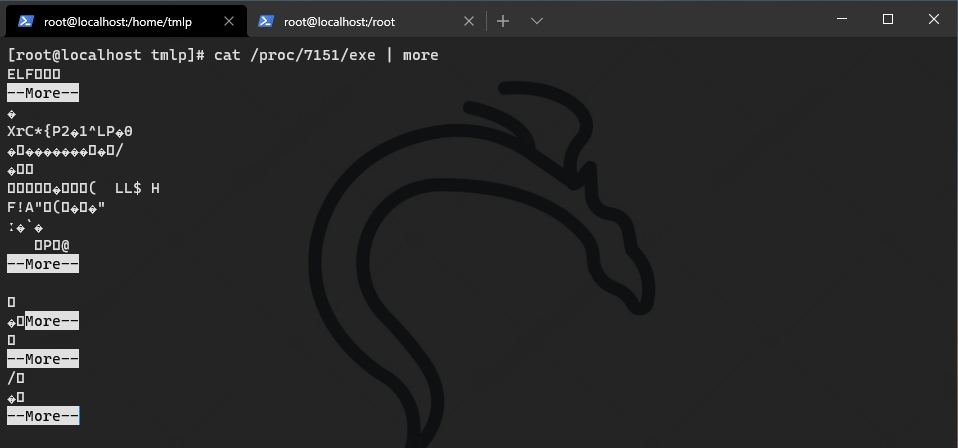 root@localhost:/home/tmlp
root@localhost:/root
[root@localhost tmlp]# cat /proc/7151/exe | more
ELF▯▯▯
--More--
�
XrC*{P2�1^LP�0
�▯�������▯�▯/
�▯▯
▯▯▯▯▯�▯▯▯(  LL$ H
F!A"▯(▯�▯�"
:�`�
   ▯P▯@
--More--
▯
�▯More--
▯
--More--
/▯
�▯
--More--